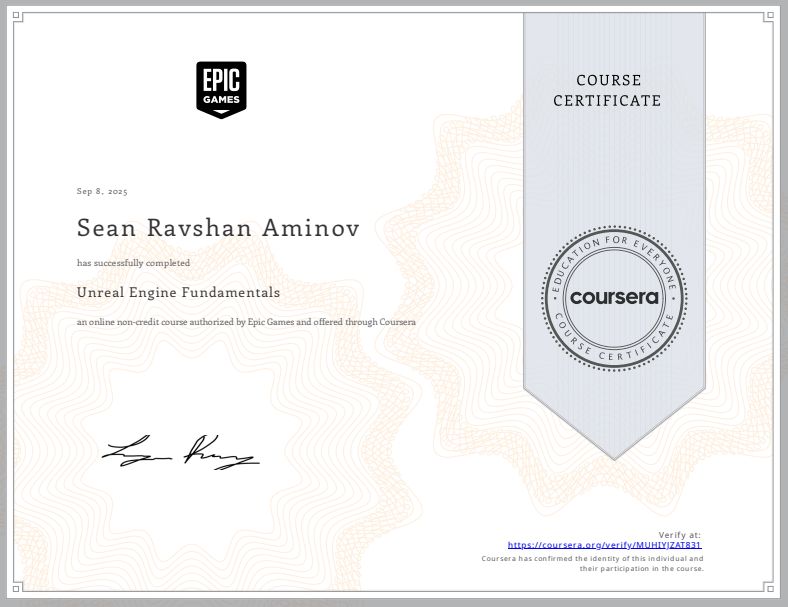 EPIC
GAMES
COURSE
CERTIFICATE
Sep 8, 2025
Sean Ravshan Aminov
has successfully completed
Unreal Engine Fundamentals
an online non-credit course authorized by Epic Games and offered through Coursera
EDUCATION FOR EVERYONE
coursera
COURSE CERTIFICATE
Verify at:
https://coursera.org/verify/MUHIYJZAT831
Coursera has confirmed the identity of this individual and
their participation in the course.